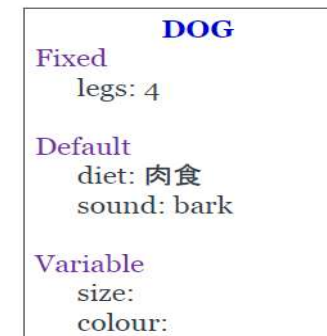 DOG
Fixed
legs: 4
Default
diet: 肉食
sound: bark
Variable
size:
colour: